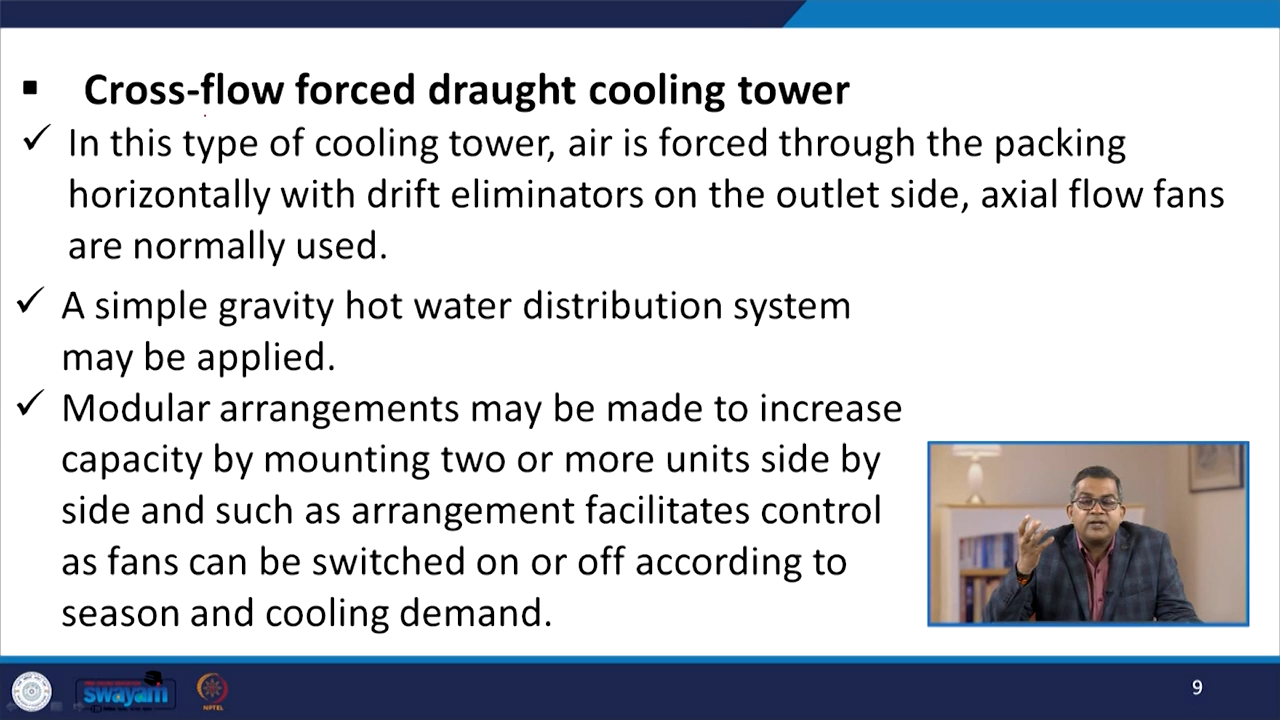 ▪ Cross-flow forced draught cooling tower
✓ In this type of cooling tower, air is forced through the packing
horizontally with drift eliminators on the outlet side, axial flow fans
are normally used.
✓ A simple gravity hot water distribution system
may be applied.
✓ Modular arrangements may be made to increase
capacity by mounting two or more units side by
side and such as arrangement facilitates control
as fans can be switched on or off according to
season and cooling demand.
swayam
NPTEL
9